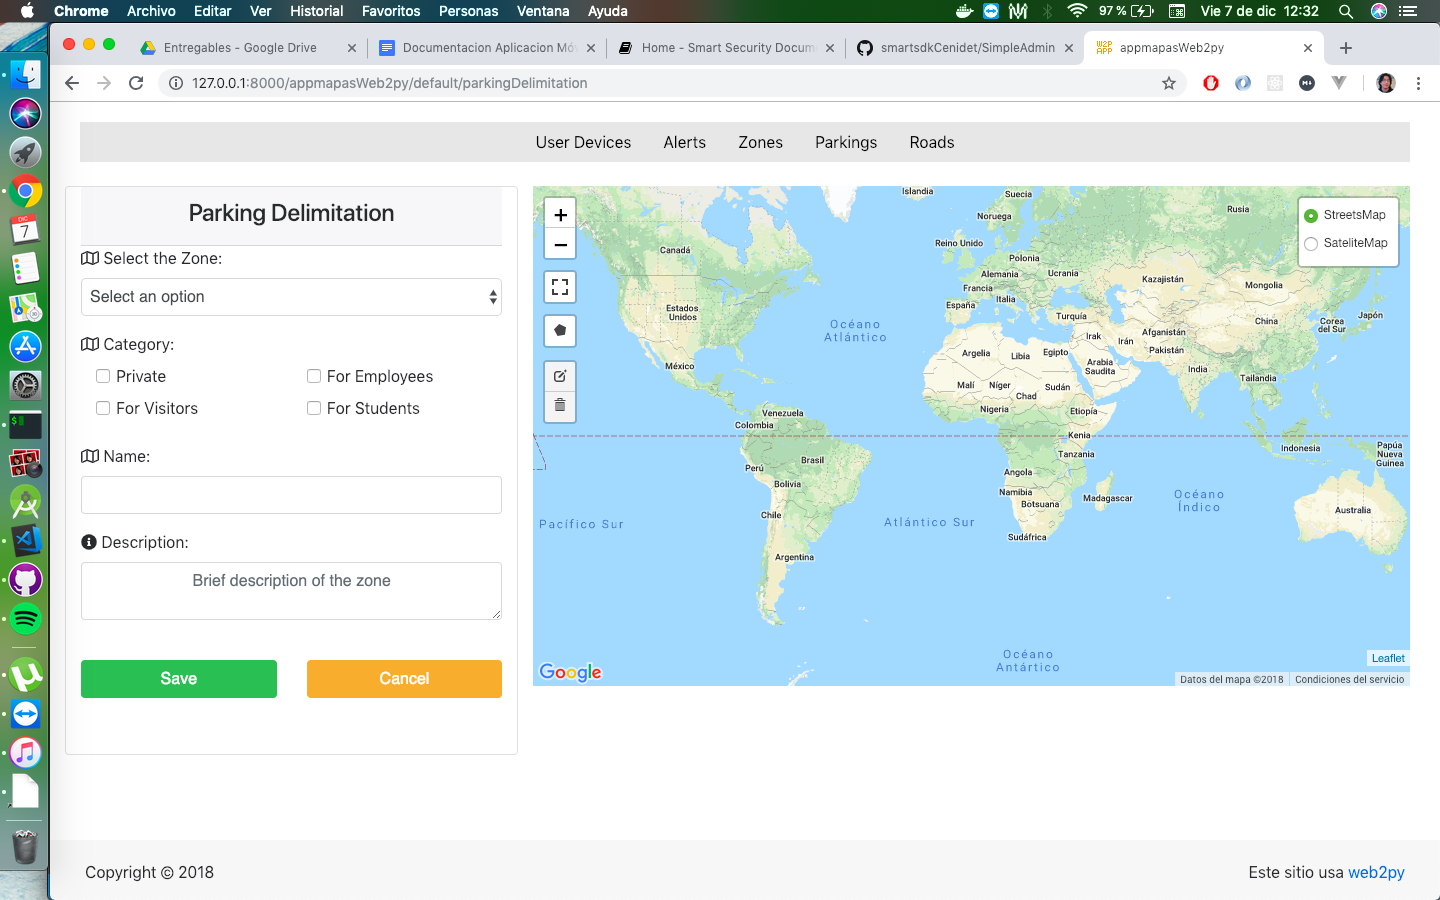 Chrome Archivo Editar Ver Historial Favoritos Personas Ventana Ayuda 97 % Vie 7 de dic 12:32
Entregables - Google Drive Documentacion Aplicacion Mó Home - Smart Security Docum smartsdkCenidet/SimpleAdmin appmapasWeb2py
127.0.0.1:8000/appmapasWeb2py/default/parkingDelimitation
User Devices Alerts Zones Parkings Roads
Parking Delimitation
Select the Zone:
Select an option
Category:
Private For Employees
For Visitors For Students
Name:
Description:
Brief description of the zone
Save Cancel
+
−
StreetsMap
SateliteMap
Islandia
Suecia
Noruega
Rusia
Canadá
Reino Unido
Polonia
Alemania
Ucrania
Kazajistán
Mongolia
Francia
Italia
España
Estados
Unidos
Océano
Atlántico
Turquía
Afganistán
China
Corea
del Sur
Japón
Irak
Irán
Pakistán
Argelia
Libia
Egipto
Arabia
Saudita
India
México
Tailandia
Malí
Níger
Chad
Sudán
Nigeria
Etiopía
Venezuela
Colombia
Kenia
Tanzania
Indonesia
Papúa
Nueva
Guinea
Perú
Brasil
Bolivia
Angola
Namibia
Botsuana
Madagascar
Océano
Índico
Chile
Pacífico Sur
Atlántico Sur
Sudáfrica
Australia
Argentina
Océano
Antártico
Google
Leaflet
Datos del mapa ©2018 Condiciones del servicio
DIC
7
Copyright © 2018
Este sitio usa web2py